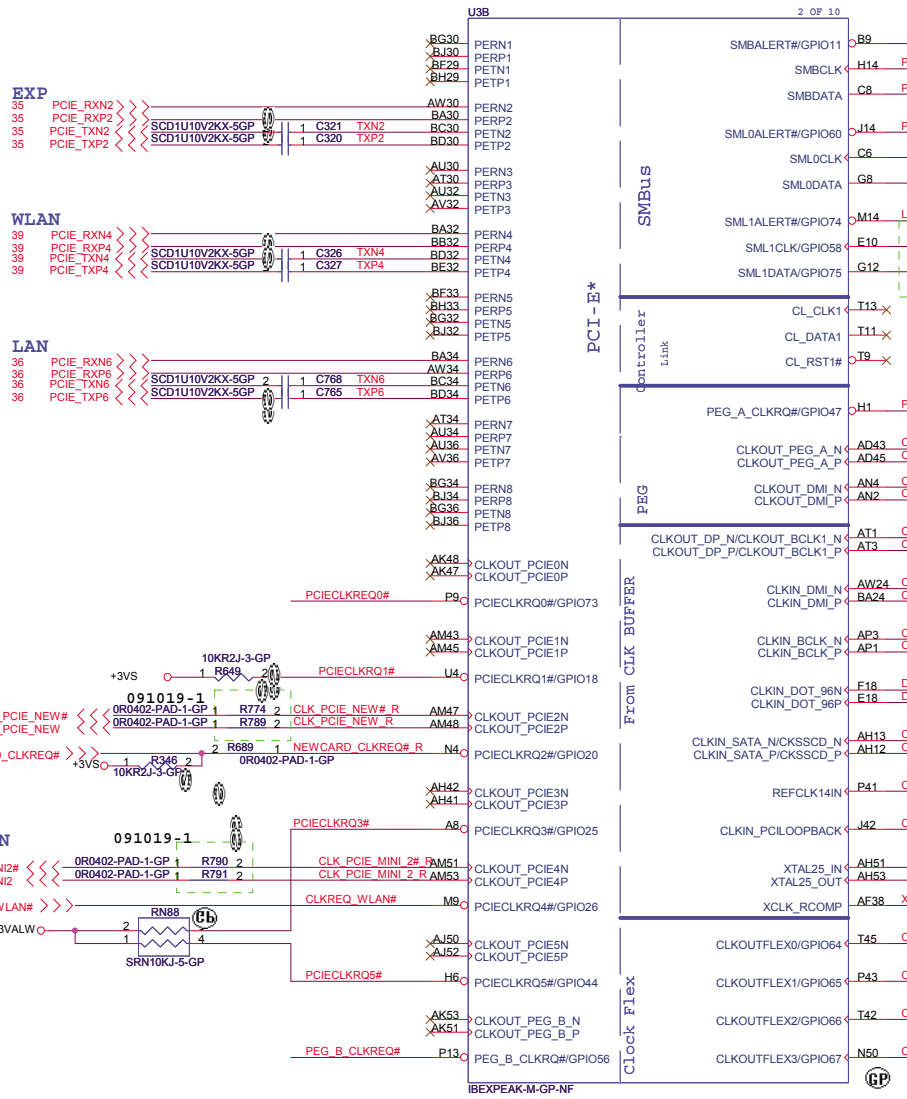 U3B 2 OF 10
BG30 PERN1
BJ30 PERP1
BF29 PETN1
BH29 PETP1
EXP
35 PCIE_RXN2 AW30 PERN2
35 PCIE_RXP2 BA30 PERP2
35 PCIE_TXN2 SCD1U10V2KX-5GP 1 C321 TXN2 BC30 PETN2
35 PCIE_TXP2 SCD1U10V2KX-5GP 1 C320 TXP2 BD30 PETP2
AU30 PERN3
AT30 PERP3
AU32 PETN3
AV32 PETP3
WLAN
39 PCIE_RXN4 BA32 PERN4
39 PCIE_RXP4 BB32 PERP4
39 PCIE_TXN4 SCD1U10V2KX-5GP 1 C326 TXN4 BD32 PETN4
39 PCIE_TXP4 SCD1U10V2KX-5GP 1 C327 TXP4 BE32 PETP4
BF33 PERN5
BH33 PERP5
BG32 PETN5
BJ32 PETP5
LAN
36 PCIE_RXN6 BA34 PERN6
36 PCIE_RXP6 AW34 PERP6
36 PCIE_TXN6 SCD1U10V2KX-5GP 2 1 C768 TXN6 BC34 PETN6
36 PCIE_TXP6 SCD1U10V2KX-5GP 1 C765 TXP6 BD34 PETP6
AT34 PERN7
AU34 PERP7
AU36 PETN7
AV36 PETP7
BG34 PERN8
BJ34 PERP8
BG36 PETN8
BJ36 PETP8
AK48 CLKOUT_PCIE0N
AK47 CLKOUT_PCIE0P
PCIECLKREQ0# P9 PCIECLKRQ0#/GPIO73
AM43 CLKOUT_PCIE1N
AM45 CLKOUT_PCIE1P
10KR2J-3-GP
+3VS 1 R649 2 PCIECLKRQ1# U4 PCIECLKRQ1#/GPIO18
091019-1
_PCIE_NEW# 0R0402-PAD-1-GP 1 R774 2 CLK_PCIE_NEW#_R AM47 CLKOUT_PCIE2N
_PCIE_NEW 0R0402-PAD-1-GP 1 R789 2 CLK_PCIE_NEW_R AM48 CLKOUT_PCIE2P
_CLKREQ# 2 R689 1 NEWCARD_CLKREQ#_R N4 PCIECLKRQ2#/GPIO20
0R0402-PAD-1-GP
+3VS 1 R346 2
10KR2J-3-GP
AH42 CLKOUT_PCIE3N
AH41 CLKOUT_PCIE3P
PCIECLKRQ3# A8 PCIECLKRQ3#/GPIO25
N 091019-1
NI2# 0R0402-PAD-1-GP 1 R790 2 CLK_PCIE_MINI_2#_R AM51 CLKOUT_PCIE4N
NI2 0R0402-PAD-1-GP 1 R791 2 CLK_PCIE_MINI_2_R AM53 CLKOUT_PCIE4P
WLAN# CLKREQ_WLAN# M9 PCIECLKRQ4#/GPIO26
3VALW RN88
2 3
1 4
SRN10KJ-5-GP
AJ50 CLKOUT_PCIE5N
AJ52 CLKOUT_PCIE5P
PCIECLKRQ5# H6 PCIECLKRQ5#/GPIO44
AK53 CLKOUT_PEG_B_N
AK51 CLKOUT_PEG_B_P
PEG_B_CLKREQ# P13 PEG_B_CLKRQ#/GPIO56
IBEXPEAK-M-GP-NF
PCI-E*
SMBus
Controller
Link
PEG
From CLK BUFFER
Clock Flex
SMBALERT#/GPIO11 B9
SMBCLK H14
SMBDATA C8
SML0ALERT#/GPIO60 J14
SML0CLK C6
SML0DATA G8
SML1ALERT#/GPIO74 M14
SML1CLK/GPIO58 E10
SML1DATA/GPIO75 G12
CL_CLK1 T13
CL_DATA1 T11
CL_RST1# T9
PEG_A_CLKRQ#/GPIO47 H1
CLKOUT_PEG_A_N AD43
CLKOUT_PEG_A_P AD45
CLKOUT_DMI_N AN4
CLKOUT_DMI_P AN2
CLKOUT_DP_N/CLKOUT_BCLK1_N AT1
CLKOUT_DP_P/CLKOUT_BCLK1_P AT3
CLKIN_DMI_N AW24
CLKIN_DMI_P BA24
CLKIN_BCLK_N AP3
CLKIN_BCLK_P AP1
CLKIN_DOT_96N F18
CLKIN_DOT_96P E18
CLKIN_SATA_N/CKSSCD_N AH13
CLKIN_SATA_P/CKSSCD_P AH12
REFCLK14IN P41
CLKIN_PCILOOPBACK J42
XTAL25_IN AH51
XTAL25_OUT AH53
XCLK_RCOMP AF38
CLKOUTFLEX0/GPIO64 T45
CLKOUTFLEX1/GPIO65 P43
CLKOUTFLEX2/GPIO66 T42
CLKOUTFLEX3/GPIO67 N50
GP